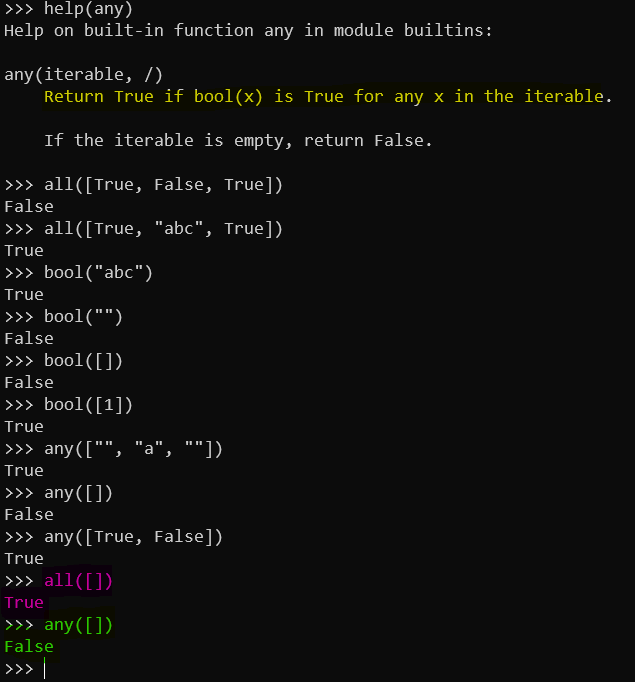 >>> help(any)
Help on built-in function any in module builtins:
any(iterable, /)
    Return True if bool(x) is True for any x in the iterable.
    If the iterable is empty, return False.
>>> all([True, False, True])
False
>>> all([True, "abc", True])
True
>>> bool("abc")
True
>>> bool("")
False
>>> bool([])
False
>>> bool([1])
True
>>> any(["", "a", ""])
True
>>> any([])
False
>>> any([True, False])
True
>>> all([])
True
>>> any([])
False
>>>